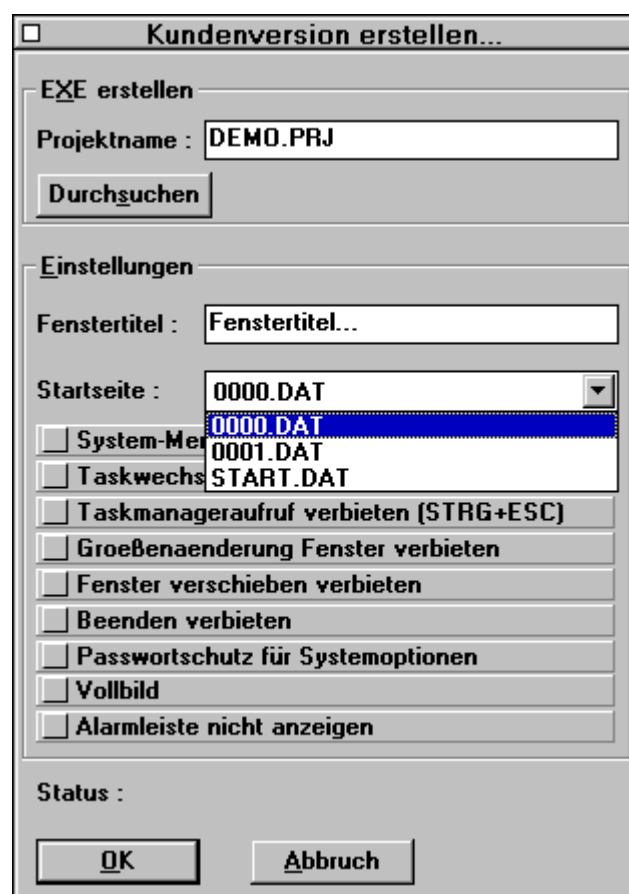 Kundenversion erstellen...
EXE erstellen
Projektname : DEMO.PRJ
Durchsuchen
Einstellungen
Fenstertitel : Fenstertitel...
Startseite : 0000.DAT
0000.DAT
0001.DAT
START.DAT
Taskmanageraufruf verbieten (STRG+ESC)
Groeßenaenderung Fenster verbieten
Fenster verschieben verbieten
Beenden verbieten
Passwortschutz für Systemoptionen
Vollbild
Alarmleiste nicht anzeigen
Status :
OK Abbruch